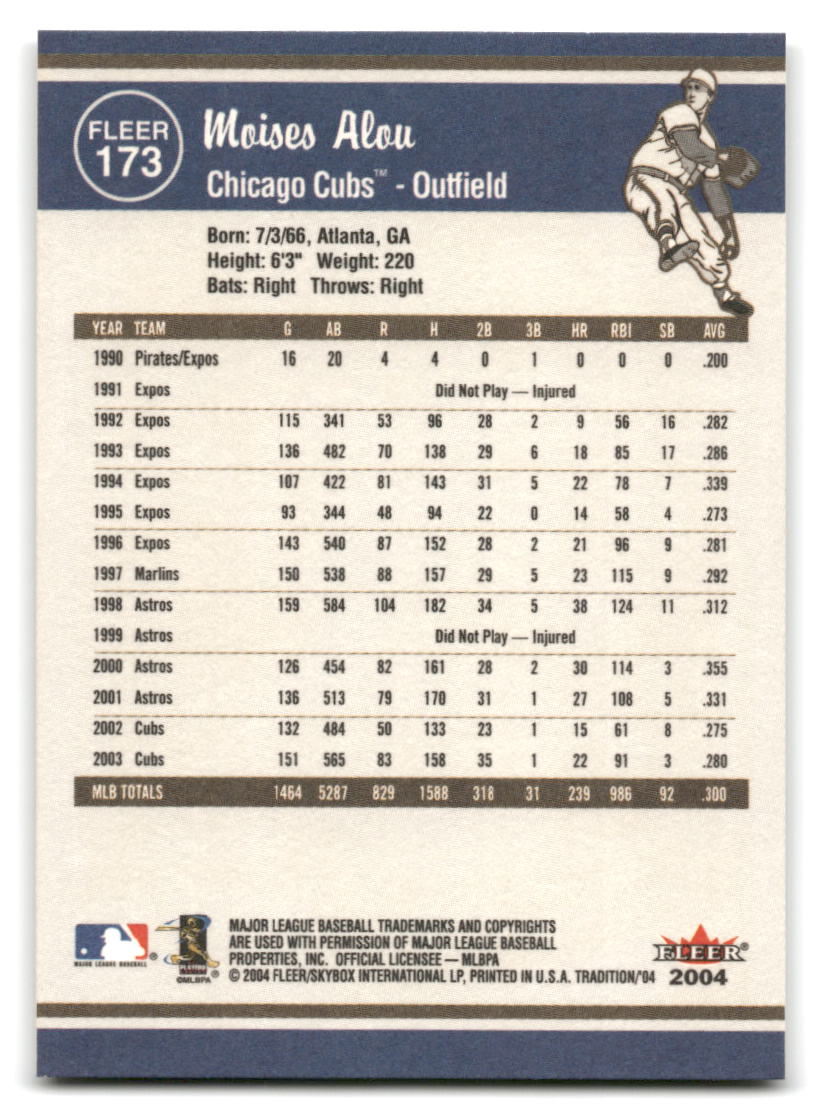 FLEER
173
Moises Alou
Chicago Cubs™ - Outfield
Born: 7/3/66, Atlanta, GA
Height: 6'3" Weight: 220
Bats: Right Throws: Right
YEAR TEAM G AB R H 2B 3B HR RBI SB AVG
1990 Pirates/Expos 16 20 4 4 0 1 0 0 0 .200
1991 Expos Did Not Play — Injured
1992 Expos 115 341 53 96 28 2 9 56 16 .282
1993 Expos 136 482 70 138 29 6 18 85 17 .286
1994 Expos 107 422 81 143 31 5 22 78 7 .339
1995 Expos 93 344 48 94 22 0 14 58 4 .273
1996 Expos 143 540 87 152 28 2 21 96 9 .281
1997 Marlins 150 538 88 157 29 5 23 115 9 .292
1998 Astros 159 584 104 182 34 5 38 124 11 .312
1999 Astros Did Not Play — Injured
2000 Astros 126 454 82 161 28 2 30 114 3 .355
2001 Astros 136 513 79 170 31 1 27 108 5 .331
2002 Cubs 132 484 50 133 23 1 15 61 8 .275
2003 Cubs 151 565 83 158 35 1 22 91 3 .280
MLB TOTALS 1464 5287 829 1588 318 31 239 986 92 .300
MAJOR LEAGUE BASEBALL®
®
©MLBPA
MAJOR LEAGUE BASEBALL TRADEMARKS AND COPYRIGHTS
ARE USED WITH PERMISSION OF MAJOR LEAGUE BASEBALL
PROPERTIES, INC. OFFICIAL LICENSEE — MLBPA
© 2004 FLEER/SKYBOX INTERNATIONAL LP, PRINTED IN U.S.A. TRADITION/'04
FLEER®
2004